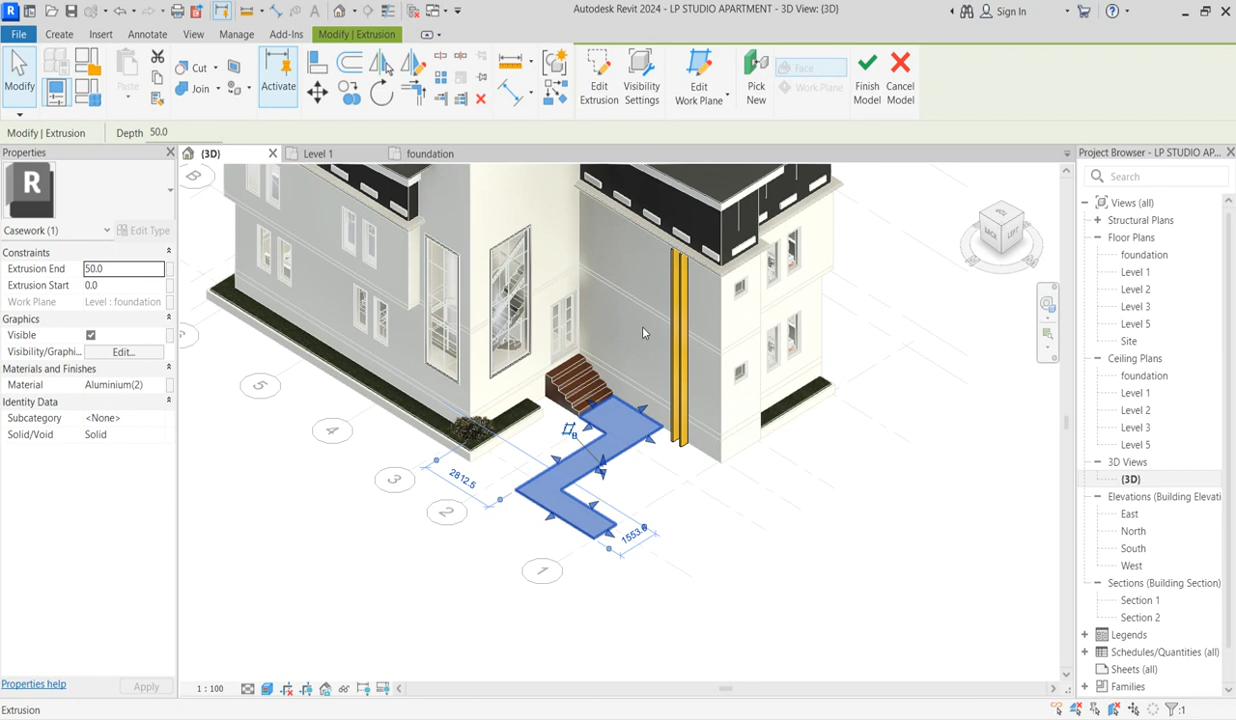 Autodesk Revit 2024 - LP STUDIO APARTMENT - 3D View: {3D}
Sign In
File
Create
Insert
Annotate
View
Manage
Add-Ins
Modify | Extrusion
Modify
Paste
Cut
Join
Activate
Edit Extrusion
Visibility Settings
Edit Work Plane
Pick New
Face
Work Plane
Finish Model
Cancel Model
Modify | Extrusion
Depth 50.0
Properties
{3D}
Level 1
foundation
Project Browser - LP STUDIO AP...
R
Search
Casework (1)
Edit Type
Constraints
Extrusion End 50.0
Extrusion Start 0.0
Work Plane Level : foundation
Graphics
Visible
Visibility/Graphi... Edit...
Materials and Finishes
Material Aluminium(2)
Identity Data
Subcategory <None>
Solid/Void Solid
Properties help
Apply
B
5
4
3
2
1
2812.5
BACK
LEFT
Views (all)
Structural Plans
Floor Plans
foundation
Level 1
Level 2
Level 3
Level 5
Site
Ceiling Plans
foundation
Level 1
Level 2
Level 3
Level 5
3D Views
{3D}
Elevations (Building Elevati
East
North
South
West
Sections (Building Section)
Section 1
Section 2
Legends
Schedules/Quantities (all)
Sheets (all)
Families
1 : 100
Extrusion
:1